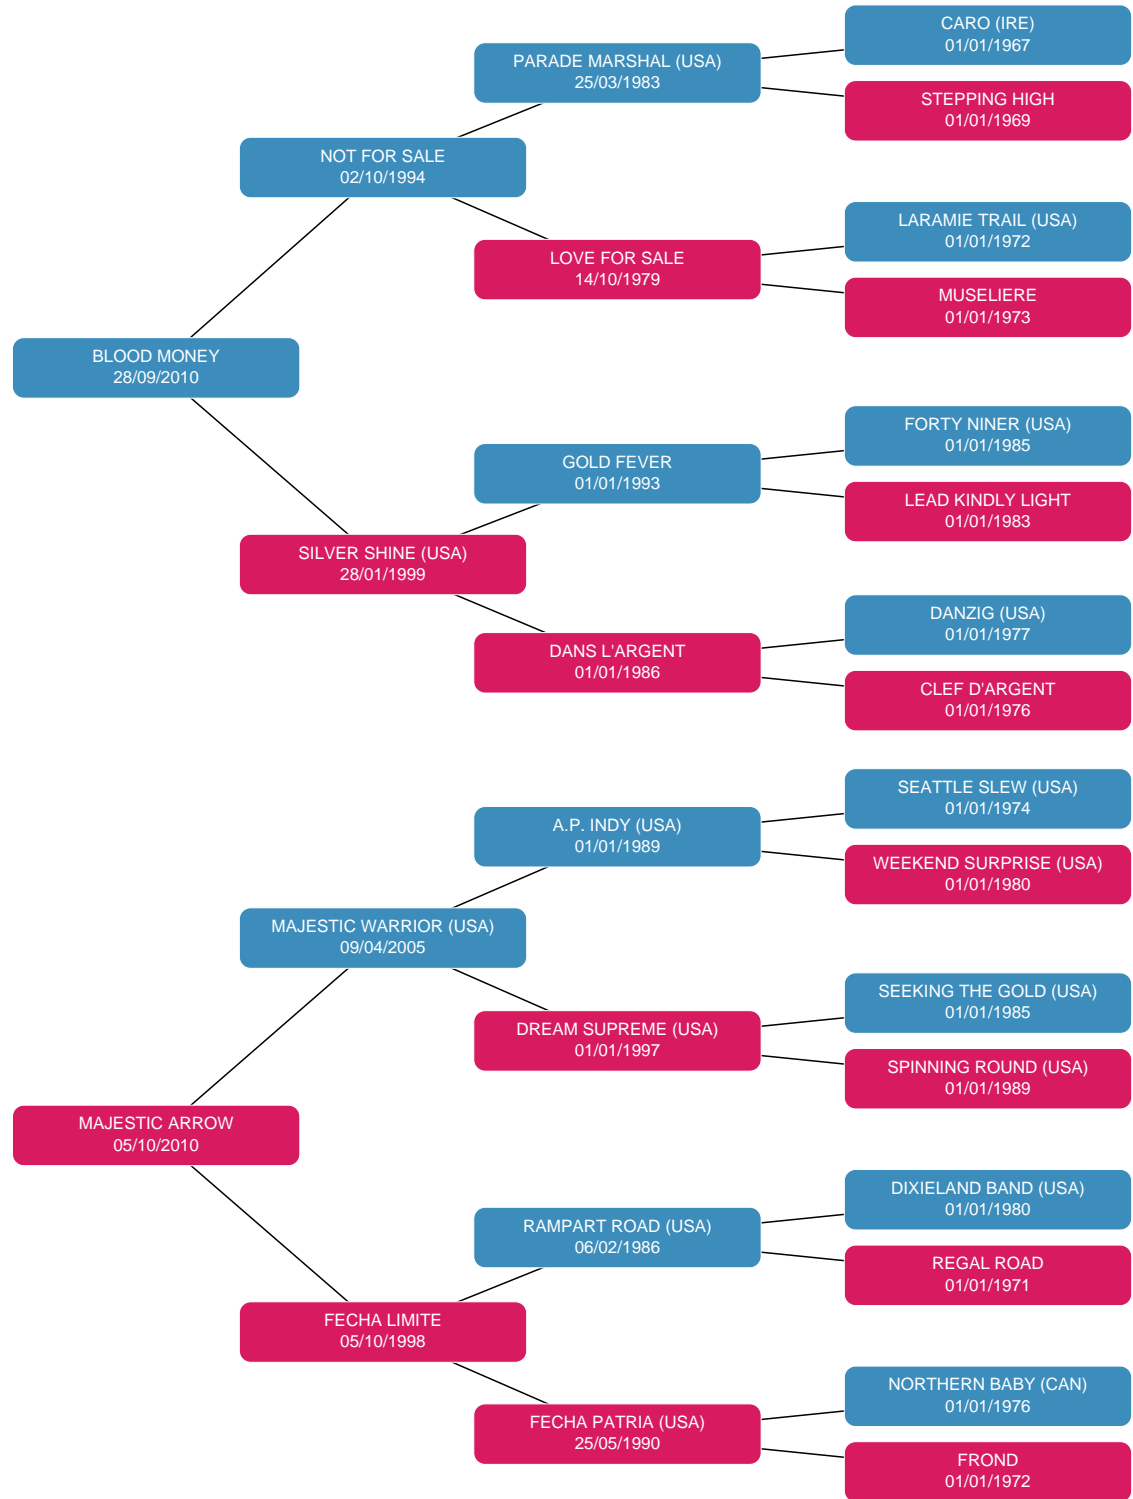 CARO (IRE)
01/01/1967
PARADE MARSHAL (USA)
25/03/1983
STEPPING HIGH
01/01/1969
NOT FOR SALE
02/10/1994
LARAMIE TRAIL (USA)
01/01/1972
LOVE FOR SALE
14/10/1979
MUSELIERE
01/01/1973
BLOOD MONEY
28/09/2010
FORTY NINER (USA)
01/01/1985
GOLD FEVER
01/01/1993
LEAD KINDLY LIGHT
01/01/1983
SILVER SHINE (USA)
28/01/1999
DANZIG (USA)
01/01/1977
DANS L'ARGENT
01/01/1986
CLEF D'ARGENT
01/01/1976
SEATTLE SLEW (USA)
01/01/1974
A.P. INDY (USA)
01/01/1989
WEEKEND SURPRISE (USA)
01/01/1980
MAJESTIC WARRIOR (USA)
09/04/2005
SEEKING THE GOLD (USA)
01/01/1985
DREAM SUPREME (USA)
01/01/1997
SPINNING ROUND (USA)
01/01/1989
MAJESTIC ARROW
05/10/2010
DIXIELAND BAND (USA)
01/01/1980
RAMPART ROAD (USA)
06/02/1986
REGAL ROAD
01/01/1971
FECHA LIMITE
05/10/1998
NORTHERN BABY (CAN)
01/01/1976
FECHA PATRIA (USA)
25/05/1990
FROND
01/01/1972